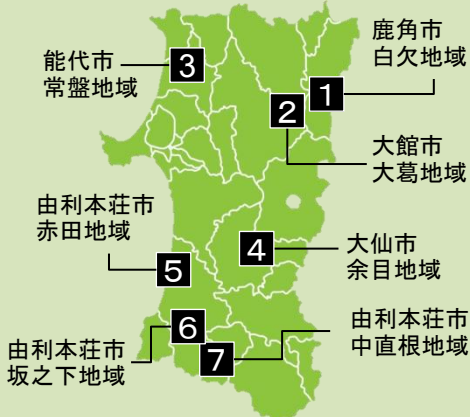 鹿角市
白欠地域
能代市
常盤地域
3
1
2
大館市
大葛地域
由利本荘市
赤田地域
4
大仙市
余目地域
5
6
由利本荘市
中直根地域
由利本荘市
坂之下地域
7